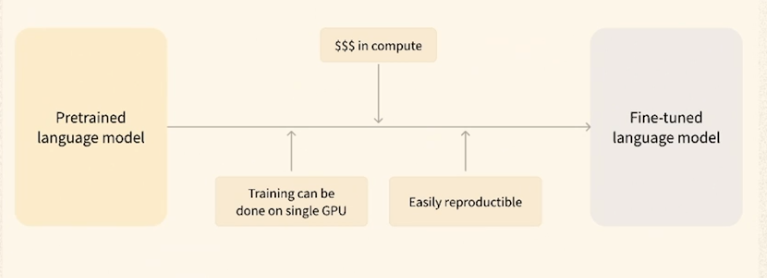 $$$ in compute
Pretrained
language model
Fine-tuned
language model
Training can be
done on single GPU
Easily reproductible